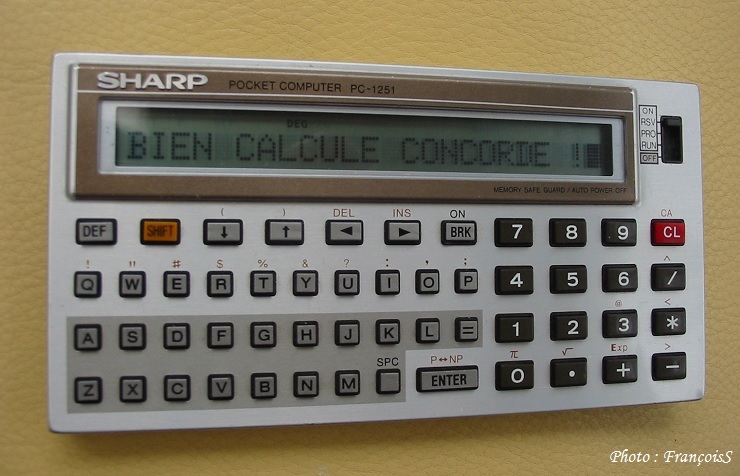 SHARP POCKET COMPUTER PC-1251
DEG
BIEN CALCULE CONCORDE !
MEMORY SAFE GUARD / AUTO POWER OFF
ON
RSV
PRO
RUN
OFF
( ) DEL INS ON CA
DEF SHIFT ↓ ↑ ◄ ► BRK 7 8 9 CL
! " # $ % & ? : , ; ^
Q W E R T Y U I O P 4 5 6 /
@ <
A S D F G H J K L = 1 2 3 *
SPC P↔NP π √ Exp >
Z X C V B N M ENTER 0 • + −
Photo : FrançoisS